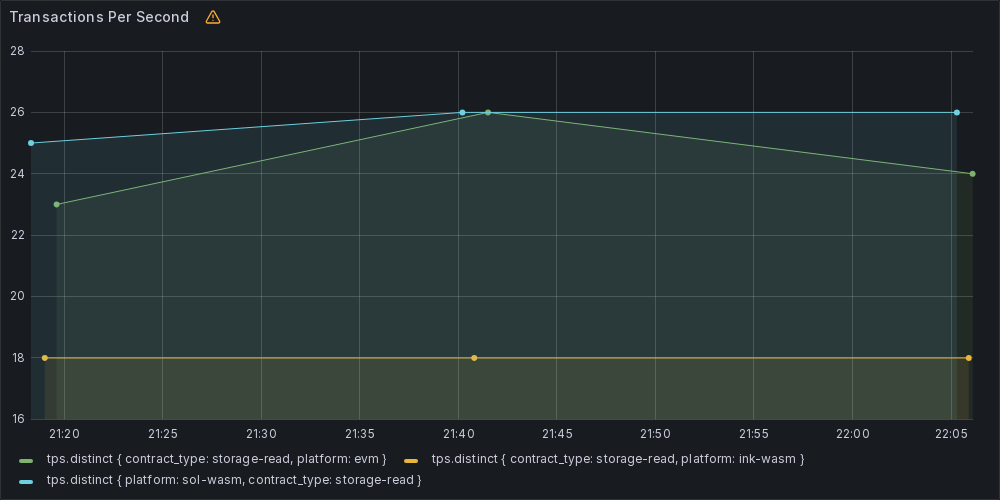 Transactions Per Second
28
26
24
22
20
18
16
21:20 21:25 21:30 21:35 21:40 21:45 21:50 21:55 22:00 22:05
tps.distinct { contract_type: storage-read, platform: evm } tps.distinct { contract_type: storage-read, platform: ink-wasm }
tps.distinct { platform: sol-wasm, contract_type: storage-read }